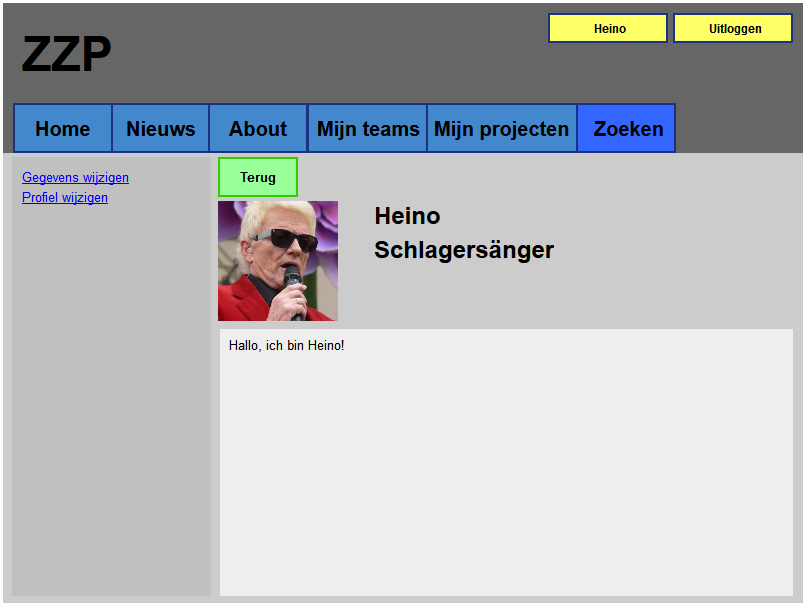 ZZP
Heino
Uitloggen
Home
Nieuws
About
Mijn teams
Mijn projecten
Zoeken
Gegevens wijzigen
Profiel wijzigen
Terug
Heino
Schlagersänger
Hallo, ich bin Heino!